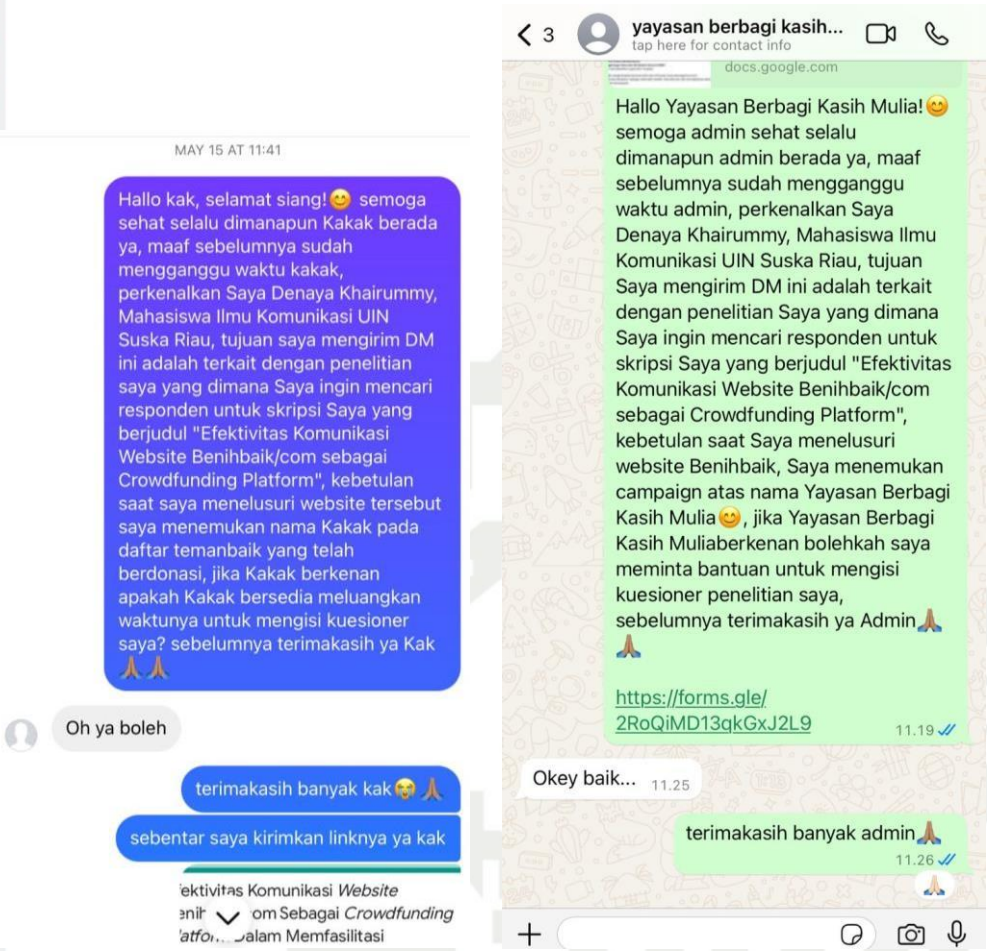 MAY 15 AT 11:41
Hallo kak, selamat siang!😊 semoga
sehat selalu dimanapun Kakak berada
ya, maaf sebelumnya sudah
mengganggu waktu kakak,
perkenalkan Saya Denaya Khairummy,
Mahasiswa Ilmu Komunikasi UIN
Suska Riau, tujuan saya mengirim DM
ini adalah terkait dengan penelitian
saya yang dimana Saya ingin mencari
responden untuk skripsi Saya yang
berjudul "Efektivitas Komunikasi
Website Benihbaik/com sebagai
Crowdfunding Platform", kebetulan
saat saya menelusuri website tersebut
saya menemukan nama Kakak pada
daftar temanbaik yang telah
berdonasi, jika Kakak berkenan
apakah Kakak bersedia meluangkan
waktunya untuk mengisi kuesioner
saya? sebelumnya terimakasih ya Kak
🙏🏽🙏🏽
Oh ya boleh
terimakasih banyak kak😭🙏🏽
sebentar saya kirimkan linknya ya kak
ektivitas Komunikasi Website
enih om Sebagai Crowdfunding
Dalam Memfasilitasi
3
yayasan berbagi kasih...
tap here for contact info
docs.google.com
Hallo Yayasan Berbagi Kasih Mulia!😊
semoga admin sehat selalu
dimanapun admin berada ya, maaf
sebelumnya sudah mengganggu
waktu admin, perkenalkan Saya
Denaya Khairummy, Mahasiswa Ilmu
Komunikasi UIN Suska Riau, tujuan
Saya mengirim DM ini adalah terkait
dengan penelitian Saya yang dimana
Saya ingin mencari responden untuk
skripsi Saya yang berjudul "Efektivitas
Komunikasi Website Benihbaik/com
sebagai Crowdfunding Platform",
kebetulan saat Saya menelusuri
website Benihbaik, Saya menemukan
campaign atas nama Yayasan Berbagi
Kasih Mulia😊, jika Yayasan Berbagi
Kasih Muliaberkenan bolehkah saya
meminta bantuan untuk mengisi
kuesioner penelitian saya,
sebelumnya terimakasih ya Admin🙏🏽
🙏🏽
https://forms.gle/
2RoQiMD13qkGxJ2L9
11.19
Okey baik... 11.25
terimakasih banyak admin🙏🏽
11.26
🙏🏻